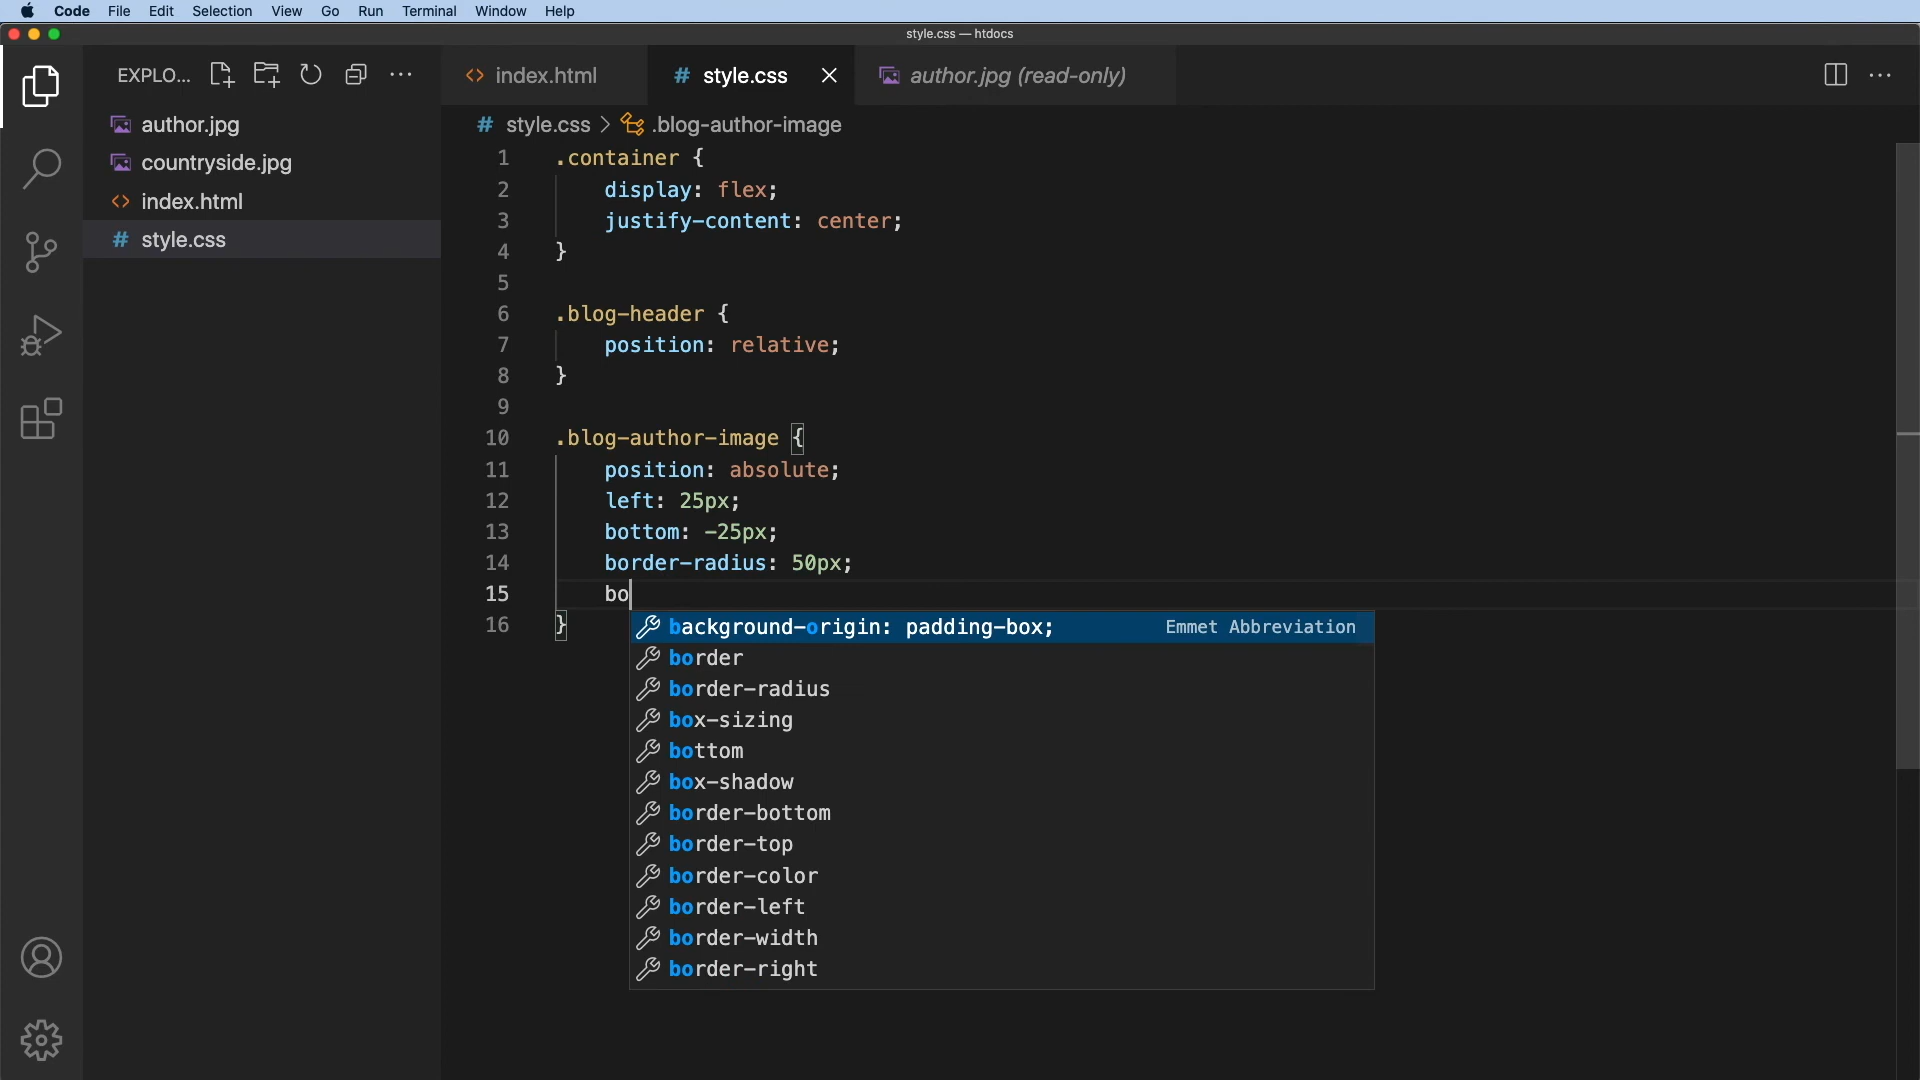 Code File Edit Selection View Go Run Terminal Window Help
style.css — htdocs
EXPLO...
index.html
style.css
author.jpg (read-only)
author.jpg
countryside.jpg
index.html
style.css
# style.css > .blog-author-image
1 .container {
2 display: flex;
3 justify-content: center;
4 }
5
6 .blog-header {
7 position: relative;
8 }
9
10 .blog-author-image {
11 position: absolute;
12 left: 25px;
13 bottom: -25px;
14 border-radius: 50px;
15 bo
16 }
background-origin: padding-box; Emmet Abbreviation
border
border-radius
box-sizing
bottom
box-shadow
border-bottom
border-top
border-color
border-left
border-width
border-right